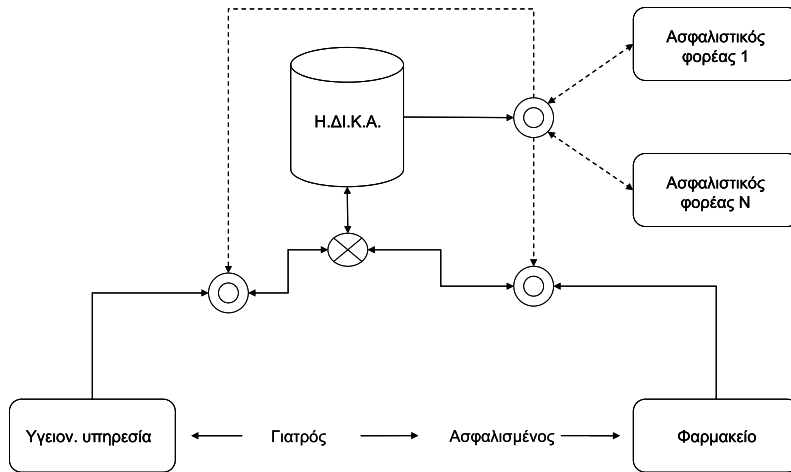 Ασφαλιστικός
φορέας 1
Η.ΔΙ.Κ.Α.
Ασφαλιστικός
φορέας Ν
Υγειον. υπηρεσία
Γιατρός
Ασφαλισμένος
Φαρμακείο